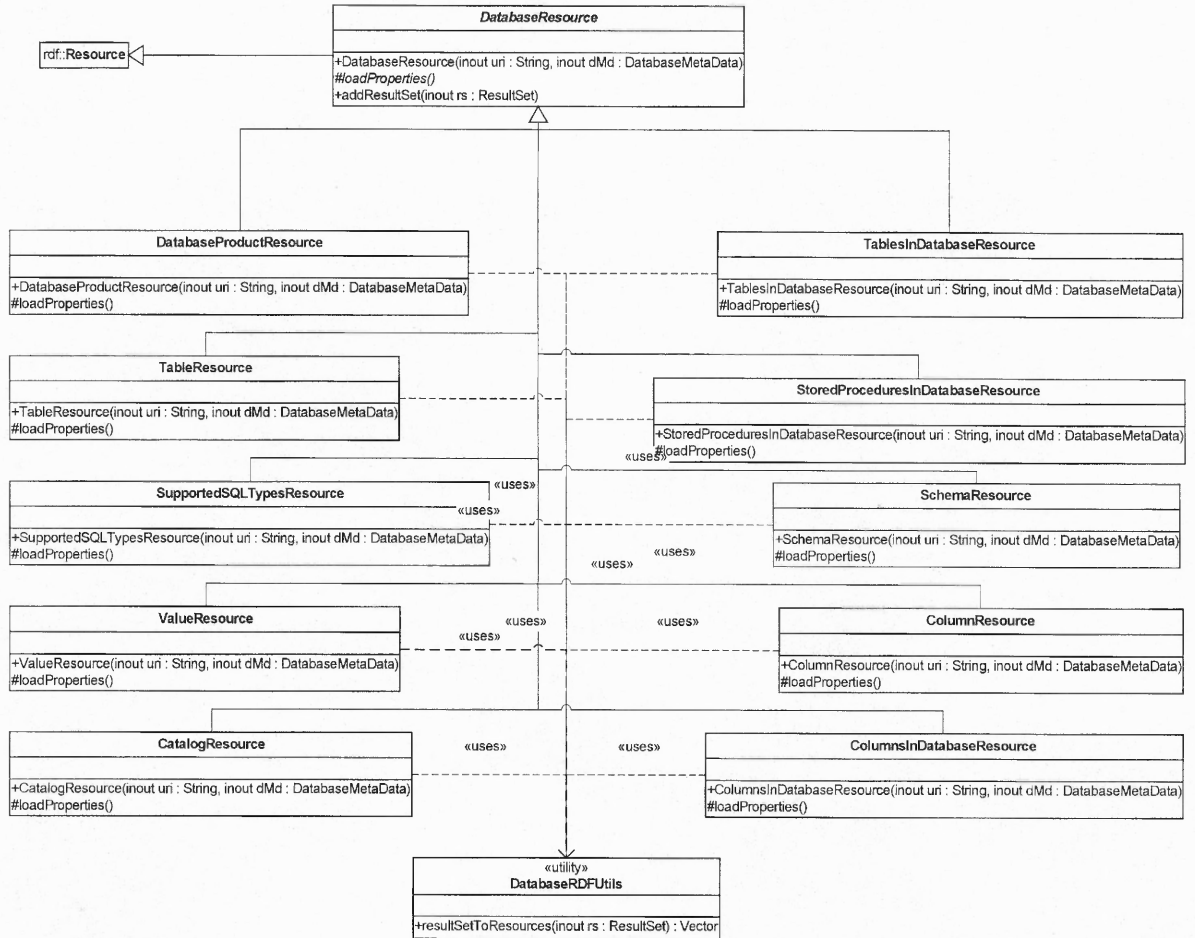 DatabaseResource
rdf::Resource
+DatabaseResource(inout uri : String, inout dMd : DatabaseMetaData)
#loadProperties()
+addResultSet(inout rs : ResultSet)
DatabaseProductResource
+DatabaseProductResource(inout uri : String, inout dMd : DatabaseMetaData)
#loadProperties()
TablesInDatabaseResource
+TablesInDatabaseResource(inout uri : String, inout dMd : DatabaseMetaData)
#loadProperties()
TableResource
+TableResource(inout uri : String, inout dMd : DatabaseMetaData)
#loadProperties()
StoredProceduresInDatabaseResource
+StoredProceduresInDatabaseResource(inout uri : String, inout dMd : DatabaseMetaData)
#loadProperties()
«uses»
SupportedSQLTypesResource
«uses»
«uses»
+SupportedSQLTypesResource(inout uri : String, inout dMd : DatabaseMetaData)
#loadProperties()
SchemaResource
+SchemaResource(inout uri : String, inout dMd : DatabaseMetaData)
#loadProperties()
«uses»
«uses»
ValueResource
«uses»
«uses»
«uses»
+ValueResource(inout uri : String, inout dMd : DatabaseMetaData)
#loadProperties()
ColumnResource
+ColumnResource(inout uri : String, inout dMd : DatabaseMetaData)
#loadProperties()
CatalogResource
«uses»
«uses»
+CatalogResource(inout uri : String, inout dMd : DatabaseMetaData)
#loadProperties()
ColumnsInDatabaseResource
+ColumnsInDatabaseResource(inout uri : String, inout dMd : DatabaseMetaData)
#loadProperties()
«utility»
DatabaseRDFUtils
+resultSetToResources(inout rs : ResultSet) : Vector